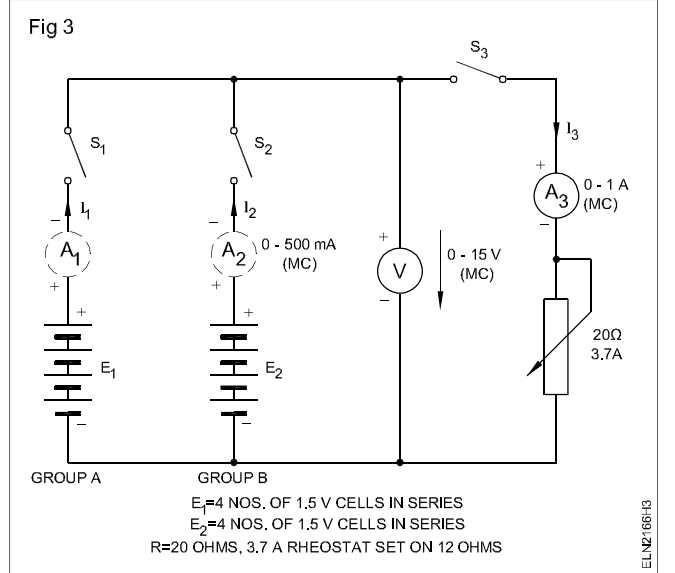 Fig 3
S3
S1
S2
I1
I2
I3
A1
A2
0 - 500 mA
(MC)
V
0 - 15 V
(MC)
A3
0 - 1 A
(MC)
+
−
+
−
+
−
+
−
E1
+
−
E2
+
−
20Ω
3.7A
GROUP A
GROUP B
E1=4 NOS. OF 1.5 V CELLS IN SERIES
E2=4 NOS. OF 1.5 V CELLS IN SERIES
R=20 OHMS, 3.7 A RHEOSTAT SET ON 12 OHMS
ELN2166H3